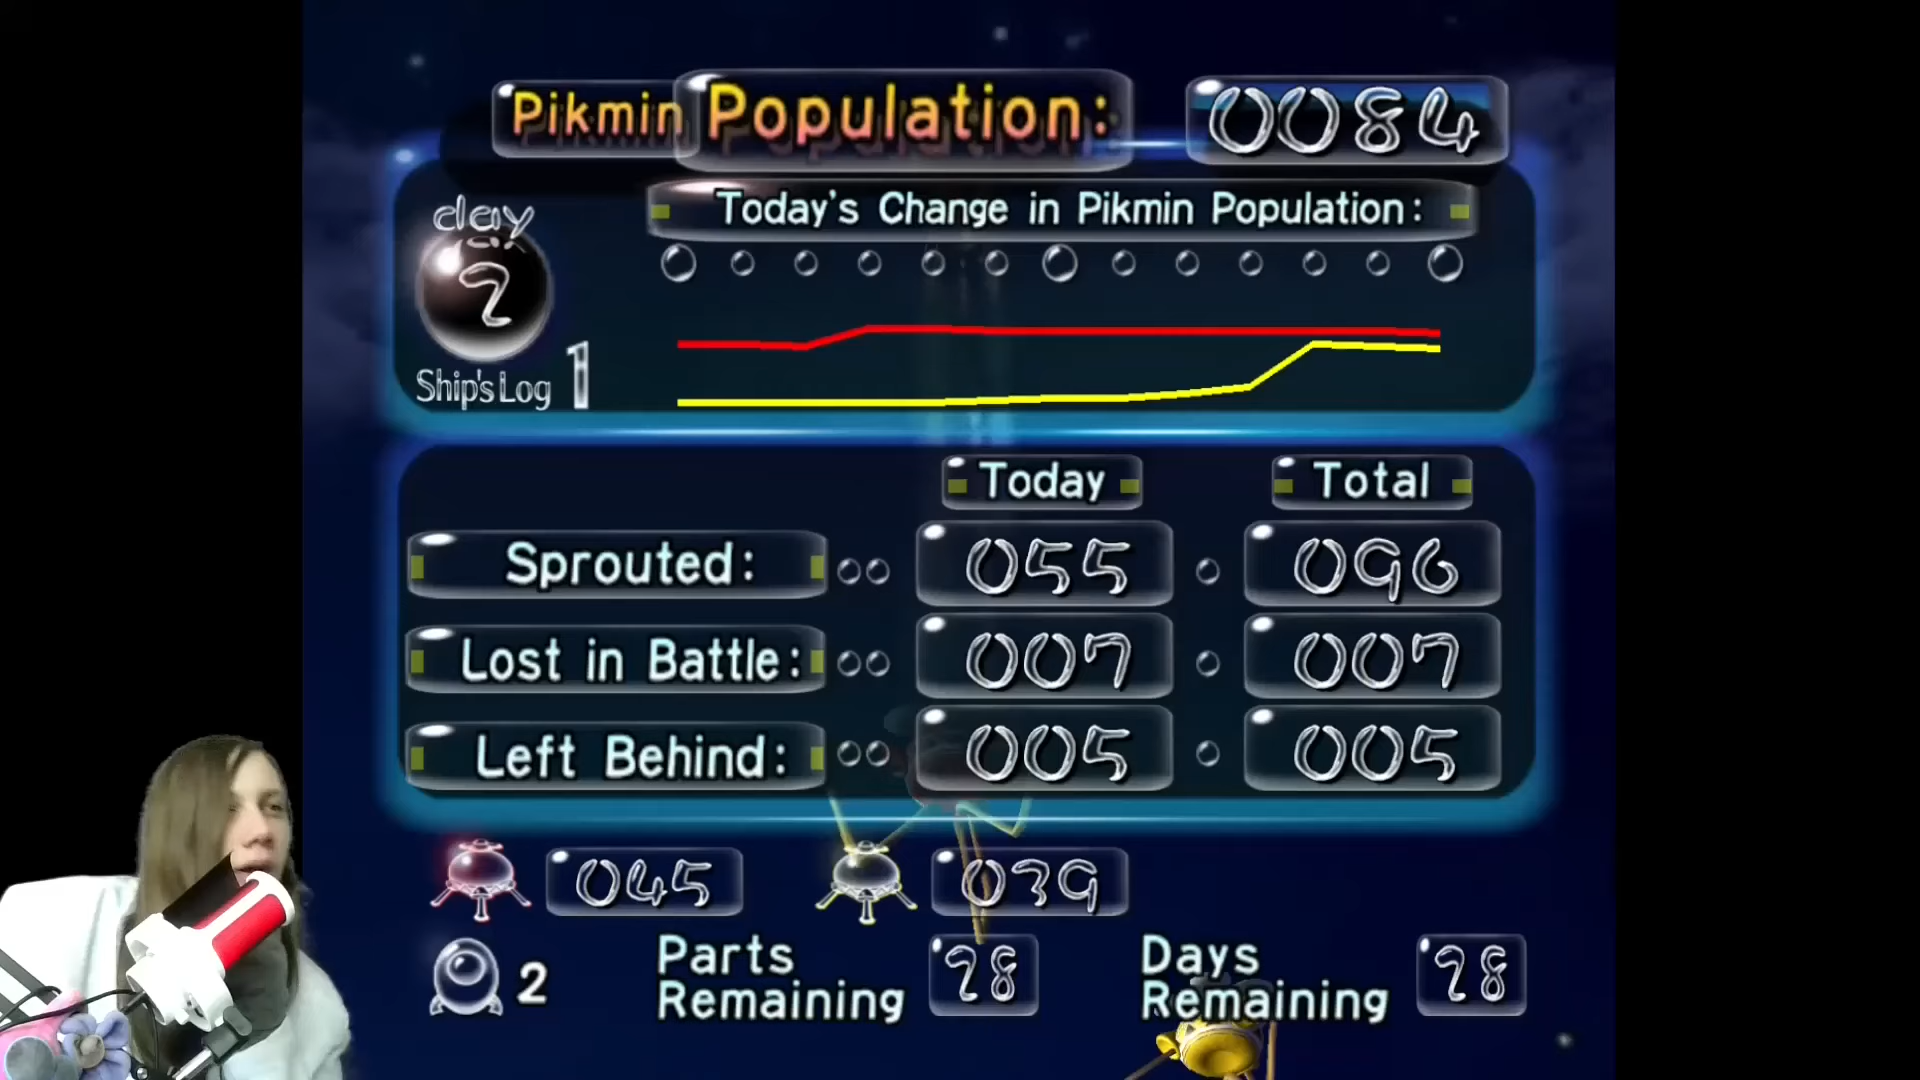 Pikmin Population: 0084
Today's Change in Pikmin Population:
day
2
Ship's Log 1
Today Total
Sprouted: 055 096
Lost in Battle: 007 007
Left Behind: 005 005
045 039
2 Parts Remaining 28 Days Remaining 28